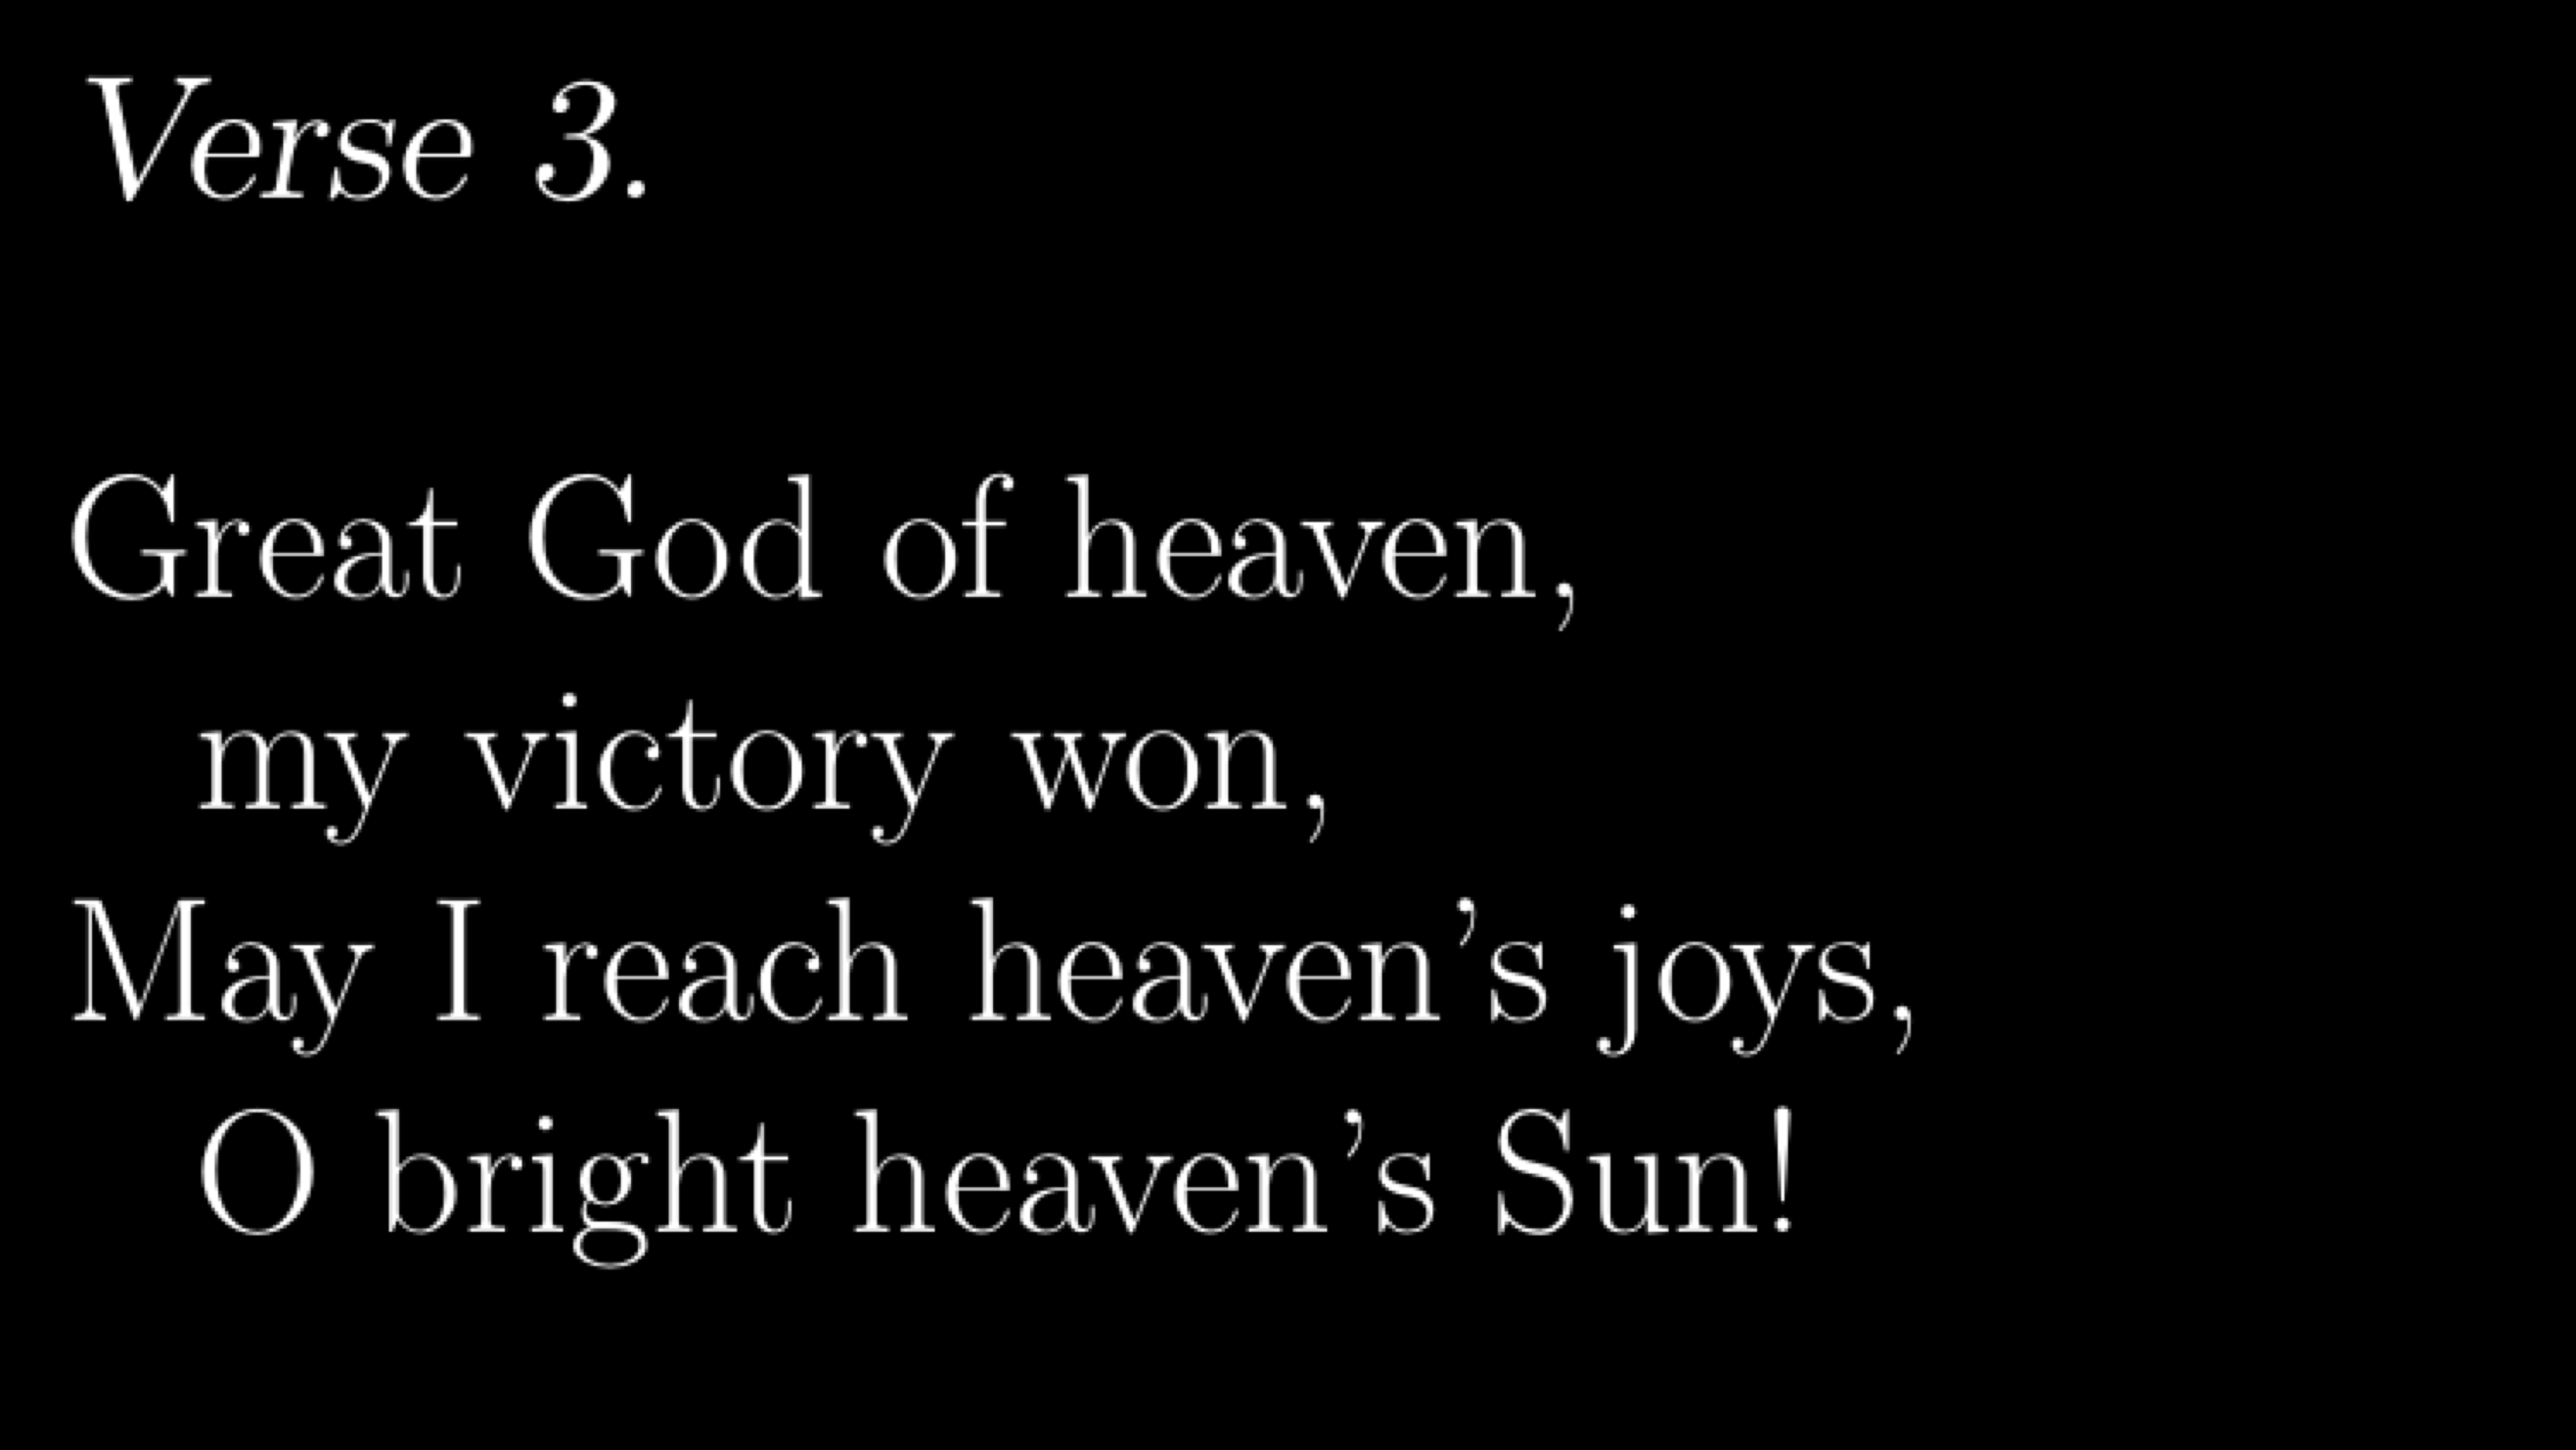 Verse 3.
Great God of heaven,
my victory won,
May I reach heaven’s joys,
O bright heaven’s Sun!